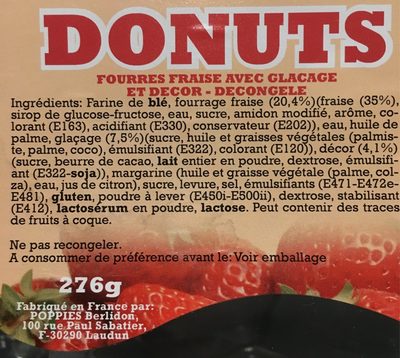 DONUTS
FOURRES FRAISE AVEC GLACAGE
ET DECOR - DECONGELE
Ingrédients: Farine de blé, fourrage fraise (20,4%)(fraise (35%),
sirop de glucose-fructose, eau, sucre, amidon modifié, arôme, co-
lorant (E163), acidifiant (E330), conservateur (E202)), eau, huile de
palme, glaçage (7,5%)(sucre, huile et graisses végétales (palmis-
te, palme, coco), émulsifiant (E322), colorant (E120)), décor (4,1%)
(sucre, beurre de cacao, lait entier en poudre, dextrose, émulsifi-
ant (E322-soja)), margarine (huile et graisse végétale (palme, col-
za), eau, jus de citron), sucre, levure, sel, émulsifiants (E471-E472e-
E481), gluten, poudre à lever (E450i-E500ii), dextrose, stabilisant
(E412), lactosérum en poudre, lactose. Peut contenir des traces
de fruits à coque.
Ne pas recongeler.
A consommer de préférence avant le: Voir emballage
276g
Fabriqué en France par:
POPPIES Berlidon,
100 rue Paul Sabatier,
F-30290 Laudun